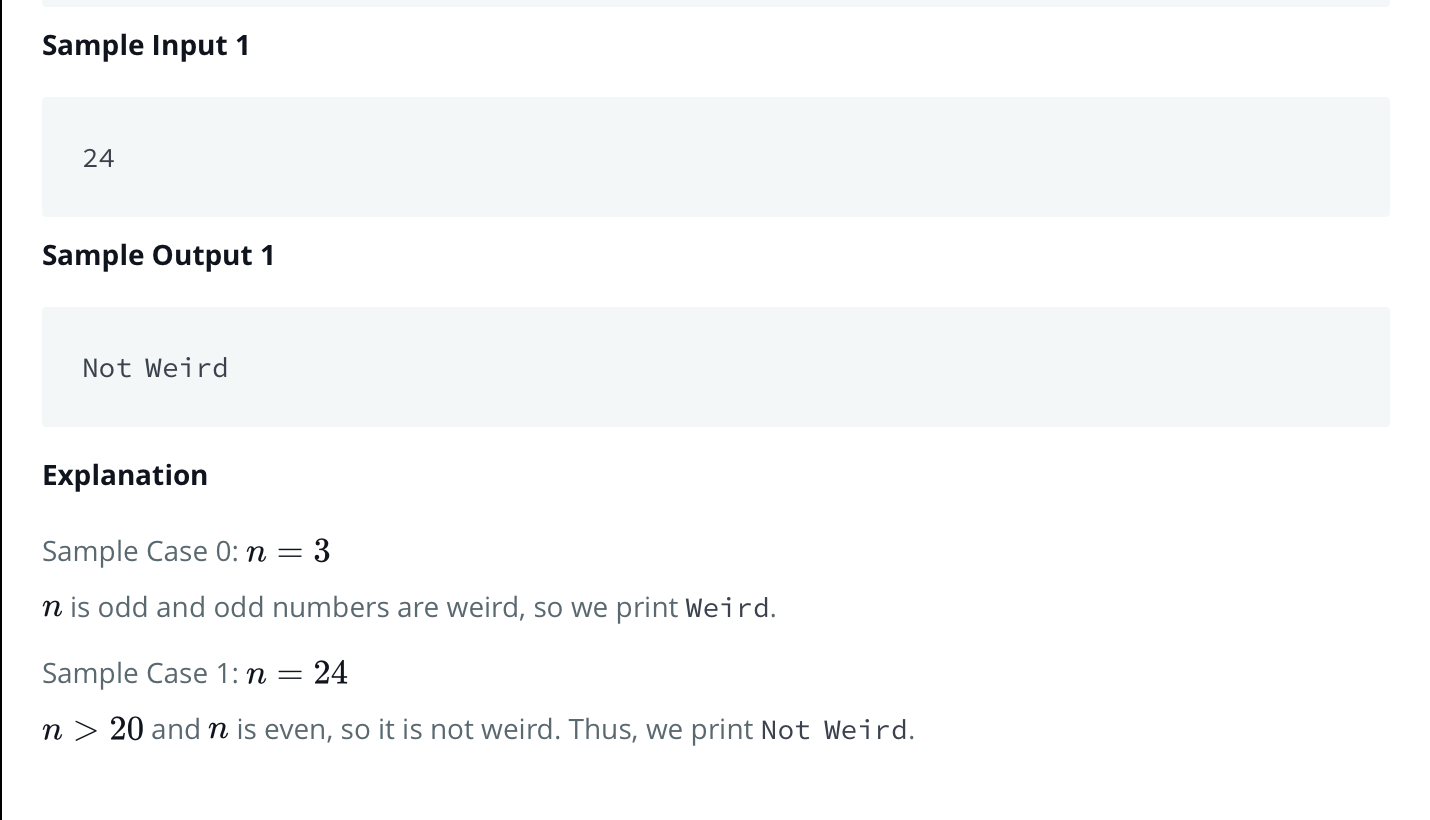 Sample Input 1
24
Sample Output 1
Not Weird
Explanation
Sample Case 0: n = 3
n is odd and odd numbers are weird, so we print Weird.
Sample Case 1: n = 24
n > 20 and n is even, so it is not weird. Thus, we print Not Weird.